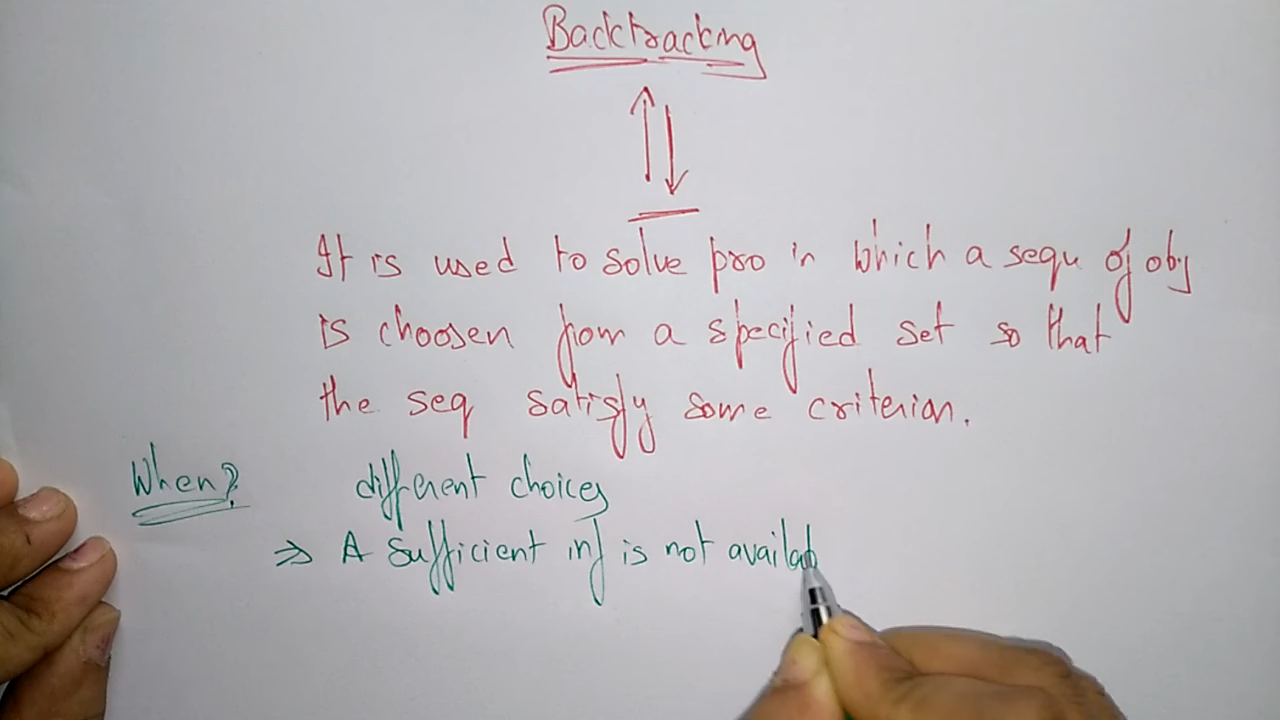 Backtracking
It is used to solve pro in which a sequ of obj
is choosen from a specified set so that
the seq satisfy some criterian.
When? different choices
⇒ A sufficient inf is not availab